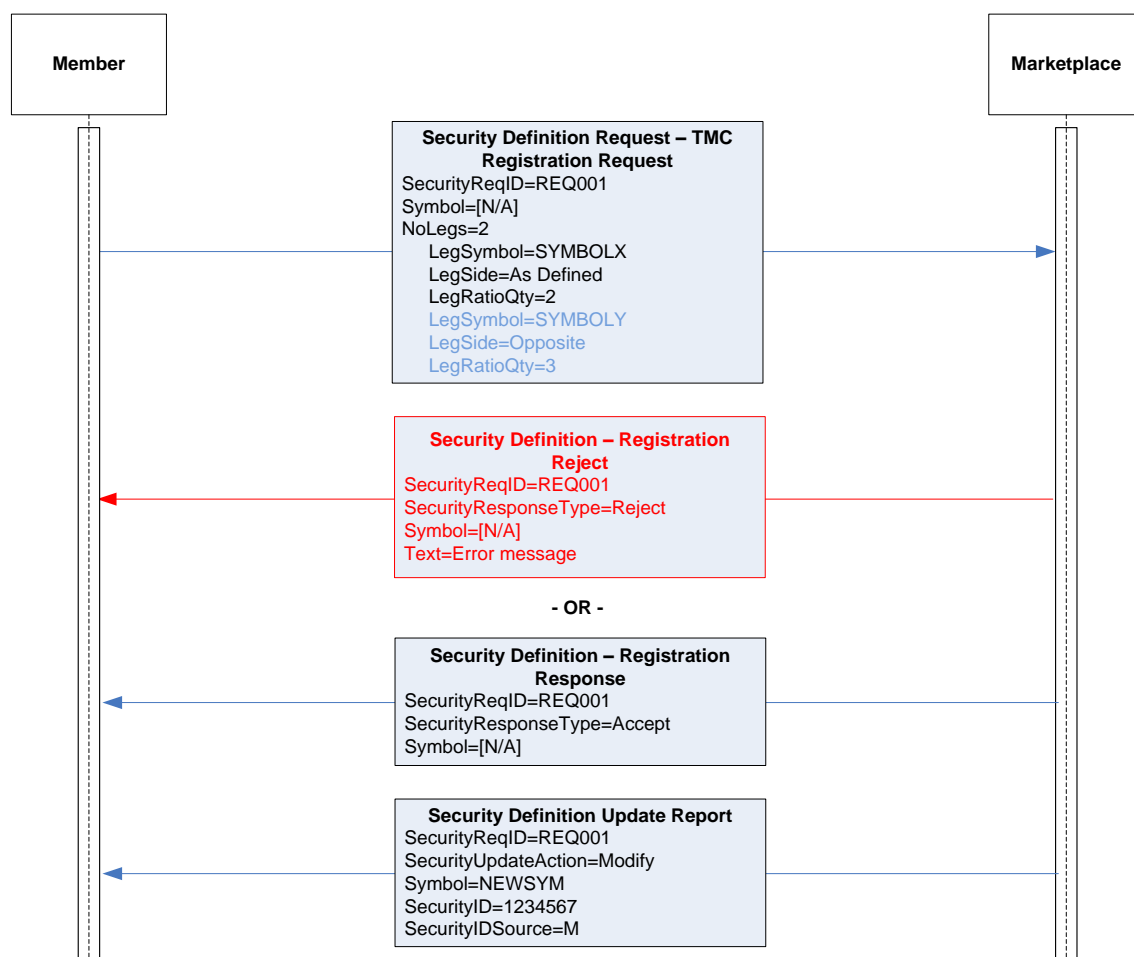 Member
Marketplace
Security Definition Request – TMC
Registration Request
SecurityReqID=REQ001
Symbol=[N/A]
NoLegs=2
LegSymbol=SYMBOLX
LegSide=As Defined
LegRatioQty=2
LegSymbol=SYMBOLY
LegSide=Opposite
LegRatioQty=3
Security Definition – Registration
Reject
SecurityReqID=REQ001
SecurityResponseType=Reject
Symbol=[N/A]
Text=Error message
- OR -
Security Definition – Registration
Response
SecurityReqID=REQ001
SecurityResponseType=Accept
Symbol=[N/A]
Security Definition Update Report
SecurityReqID=REQ001
SecurityUpdateAction=Modify
Symbol=NEWSYM
SecurityID=1234567
SecurityIDSource=M